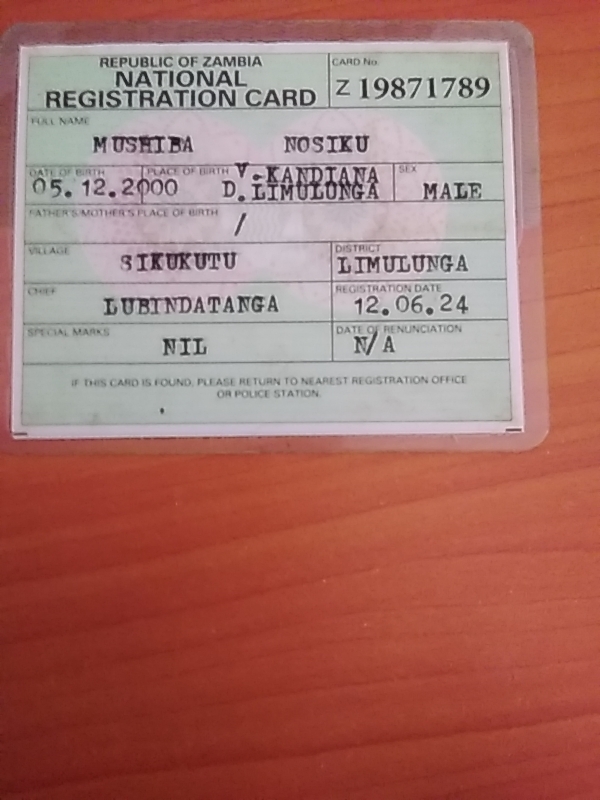 REPUBLIC OF ZAMBIA
NATIONAL
REGISTRATION CARD
CARD No.
Z 19871789
FULL NAME
MUSHIBA NOSIKU
DATE OF BIRTH
05.12.2000
PLACE OF BIRTH
V.KANDIANA
D.LIMULUNGA
SEX
MALE
FATHER'S/MOTHER'S PLACE OF BIRTH
/
VILLAGE
SIKUKUTU
DISTRICT
LIMULUNGA
CHIEF
LUBINDATANGA
REGISTRATION DATE
12.06.24
SPECIAL MARKS
NIL
DATE OF RENUNCIATION
N/A
IF THIS CARD IS FOUND, PLEASE RETURN TO NEAREST REGISTRATION OFFICE
OR POLICE STATION.